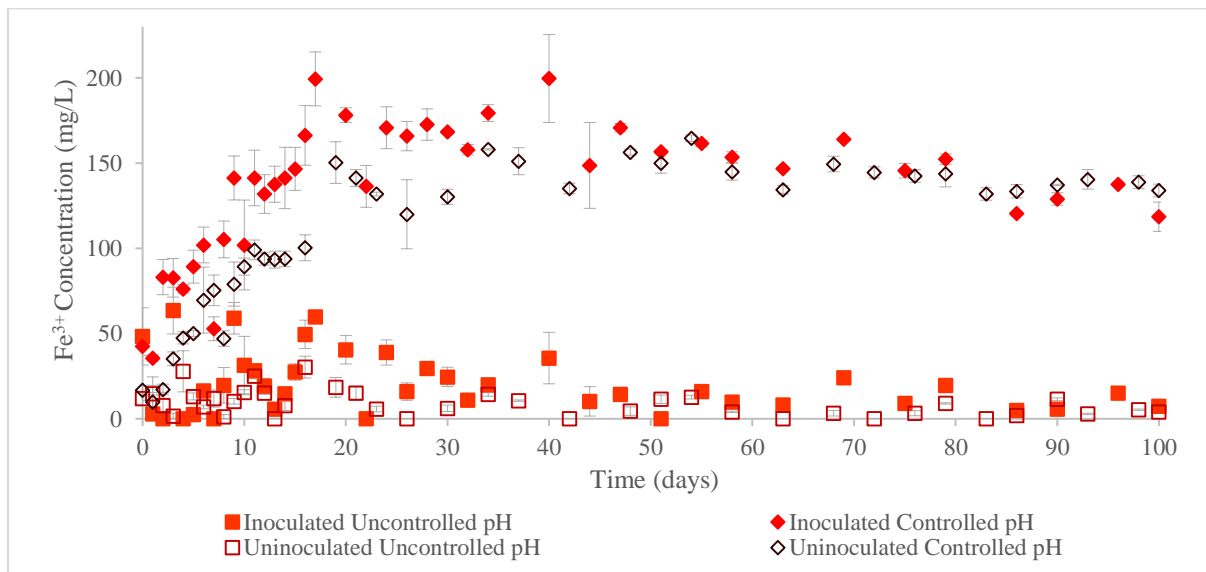 Fe³⁺ Concentration (mg/L)
200
150
100
50
0
0 10 20 30 40 50 60 70 80 90 100
Time (days)
Inoculated Uncontrolled pH Inoculated Controlled pH
Uninoculated Uncontrolled pH Uninoculated Controlled pH